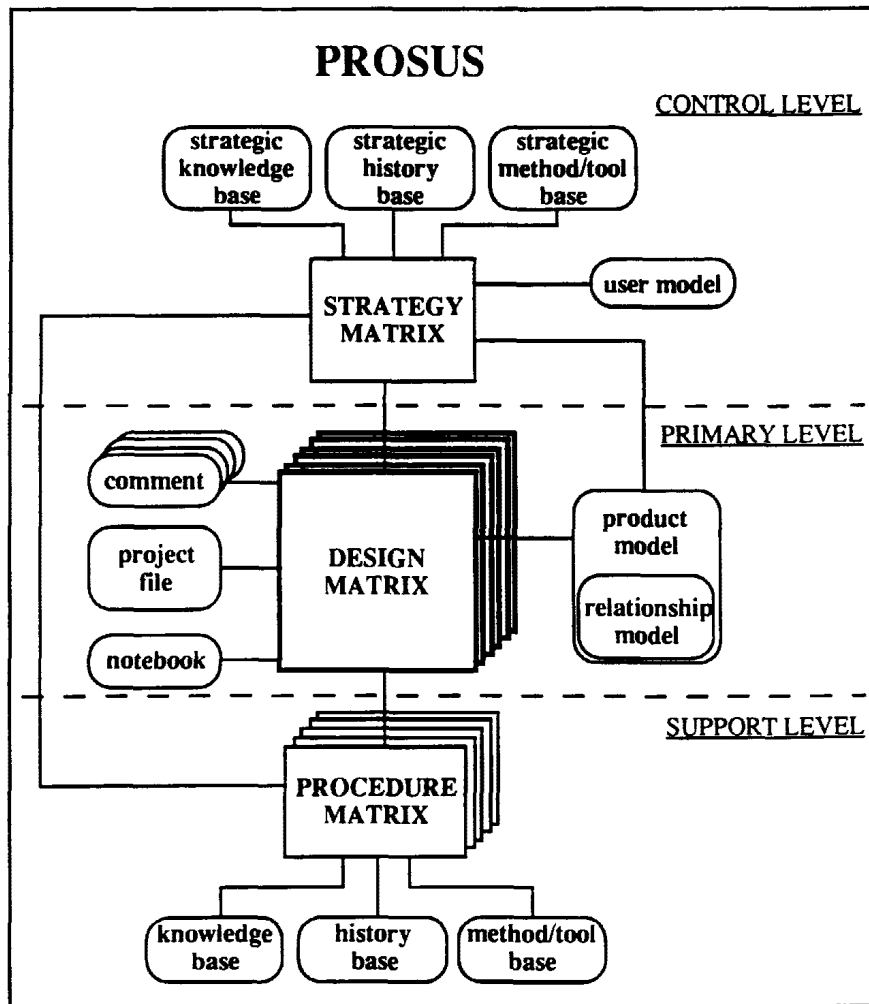 PROSUS
CONTROL LEVEL
strategic
knowledge
base
strategic
history
base
strategic
method/tool
base
user model
STRATEGY
MATRIX
PRIMARY LEVEL
comment
project
file
notebook
DESIGN
MATRIX
product
model
relationship
model
SUPPORT LEVEL
PROCEDURE
MATRIX
knowledge
base
history
base
method/tool
base